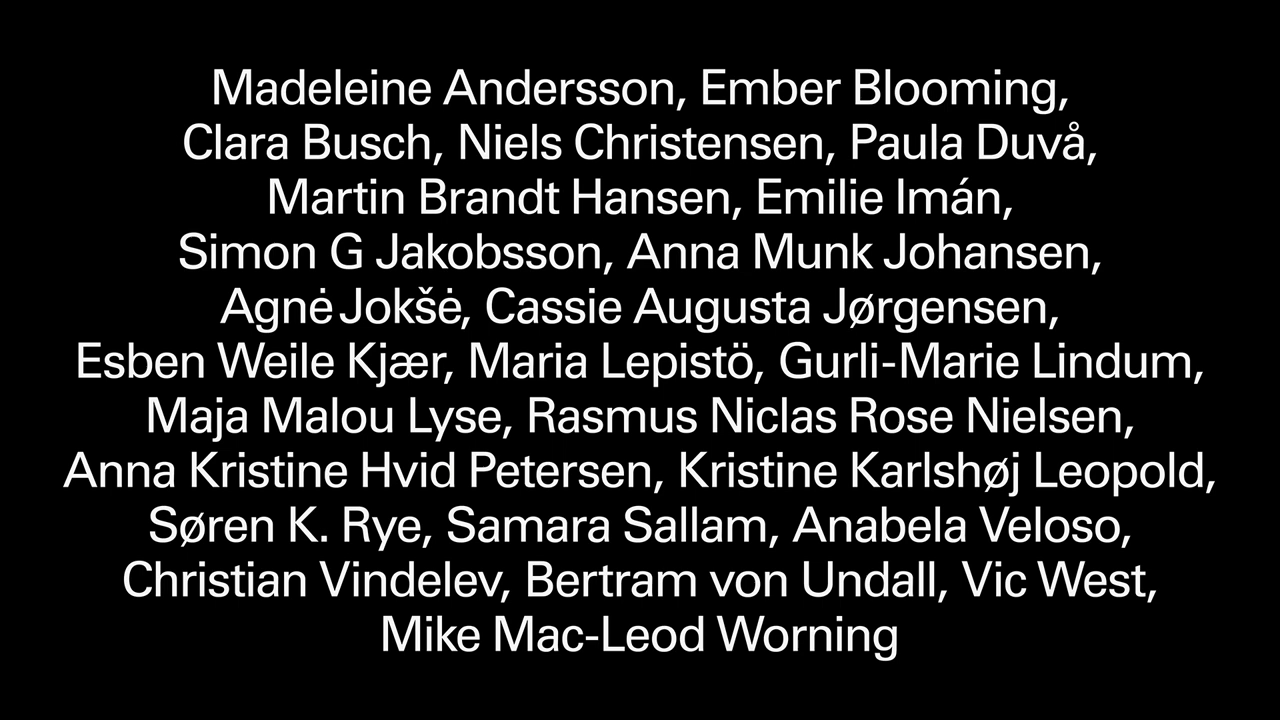 Madeleine Andersson, Ember Blooming,
Clara Busch, Niels Christensen, Paula Duvå,
Martin Brandt Hansen, Emilie Imán,
Simon G Jakobsson, Anna Munk Johansen,
Agnė Jokšė, Cassie Augusta Jørgensen,
Esben Weile Kjær, Maria Lepistö, Gurli-Marie Lindum,
Maja Malou Lyse, Rasmus Niclas Rose Nielsen,
Anna Kristine Hvid Petersen, Kristine Karlshøj Leopold,
Søren K. Rye, Samara Sallam, Anabela Veloso,
Christian Vindelev, Bertram von Undall, Vic West,
Mike Mac-Leod Worning